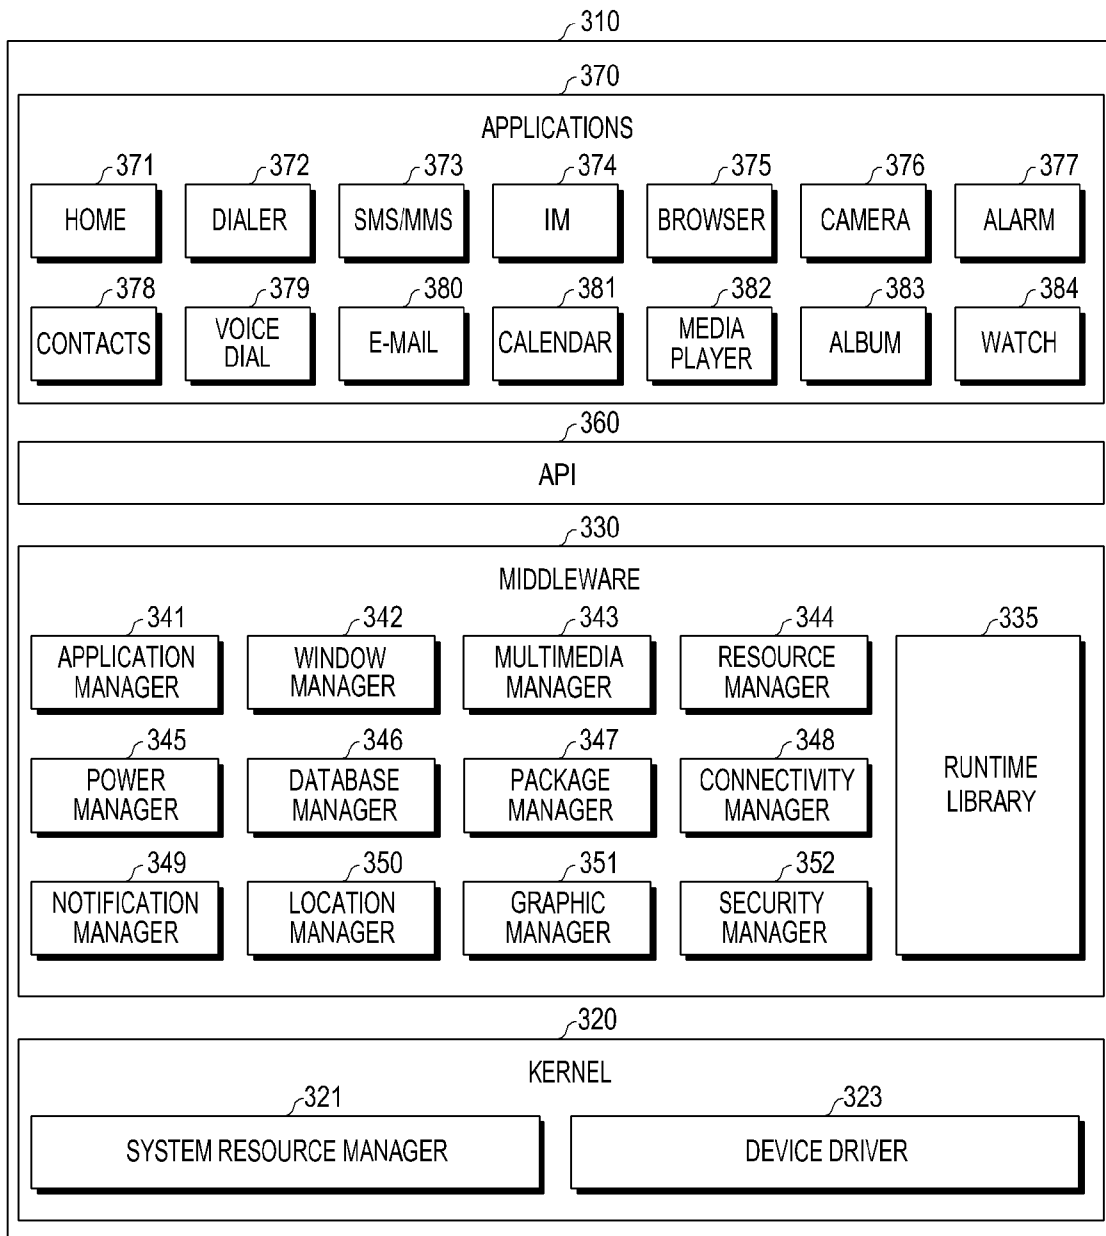 310
370
APPLICATIONS
371 372 373 374 375 376 377
HOME DIALER SMS/MMS IM BROWSER CAMERA ALARM
378 379 380 381 382 383 384
CONTACTS VOICE DIAL E-MAIL CALENDAR MEDIA PLAYER ALBUM WATCH
360
API
330
MIDDLEWARE
341 342 343 344 335
APPLICATION MANAGER WINDOW MANAGER MULTIMEDIA MANAGER RESOURCE MANAGER
345 346 347 348
POWER MANAGER DATABASE MANAGER PACKAGE MANAGER CONNECTIVITY MANAGER
RUNTIME LIBRARY
349 350 351 352
NOTIFICATION MANAGER LOCATION MANAGER GRAPHIC MANAGER SECURITY MANAGER
320
KERNEL
321 323
SYSTEM RESOURCE MANAGER DEVICE DRIVER